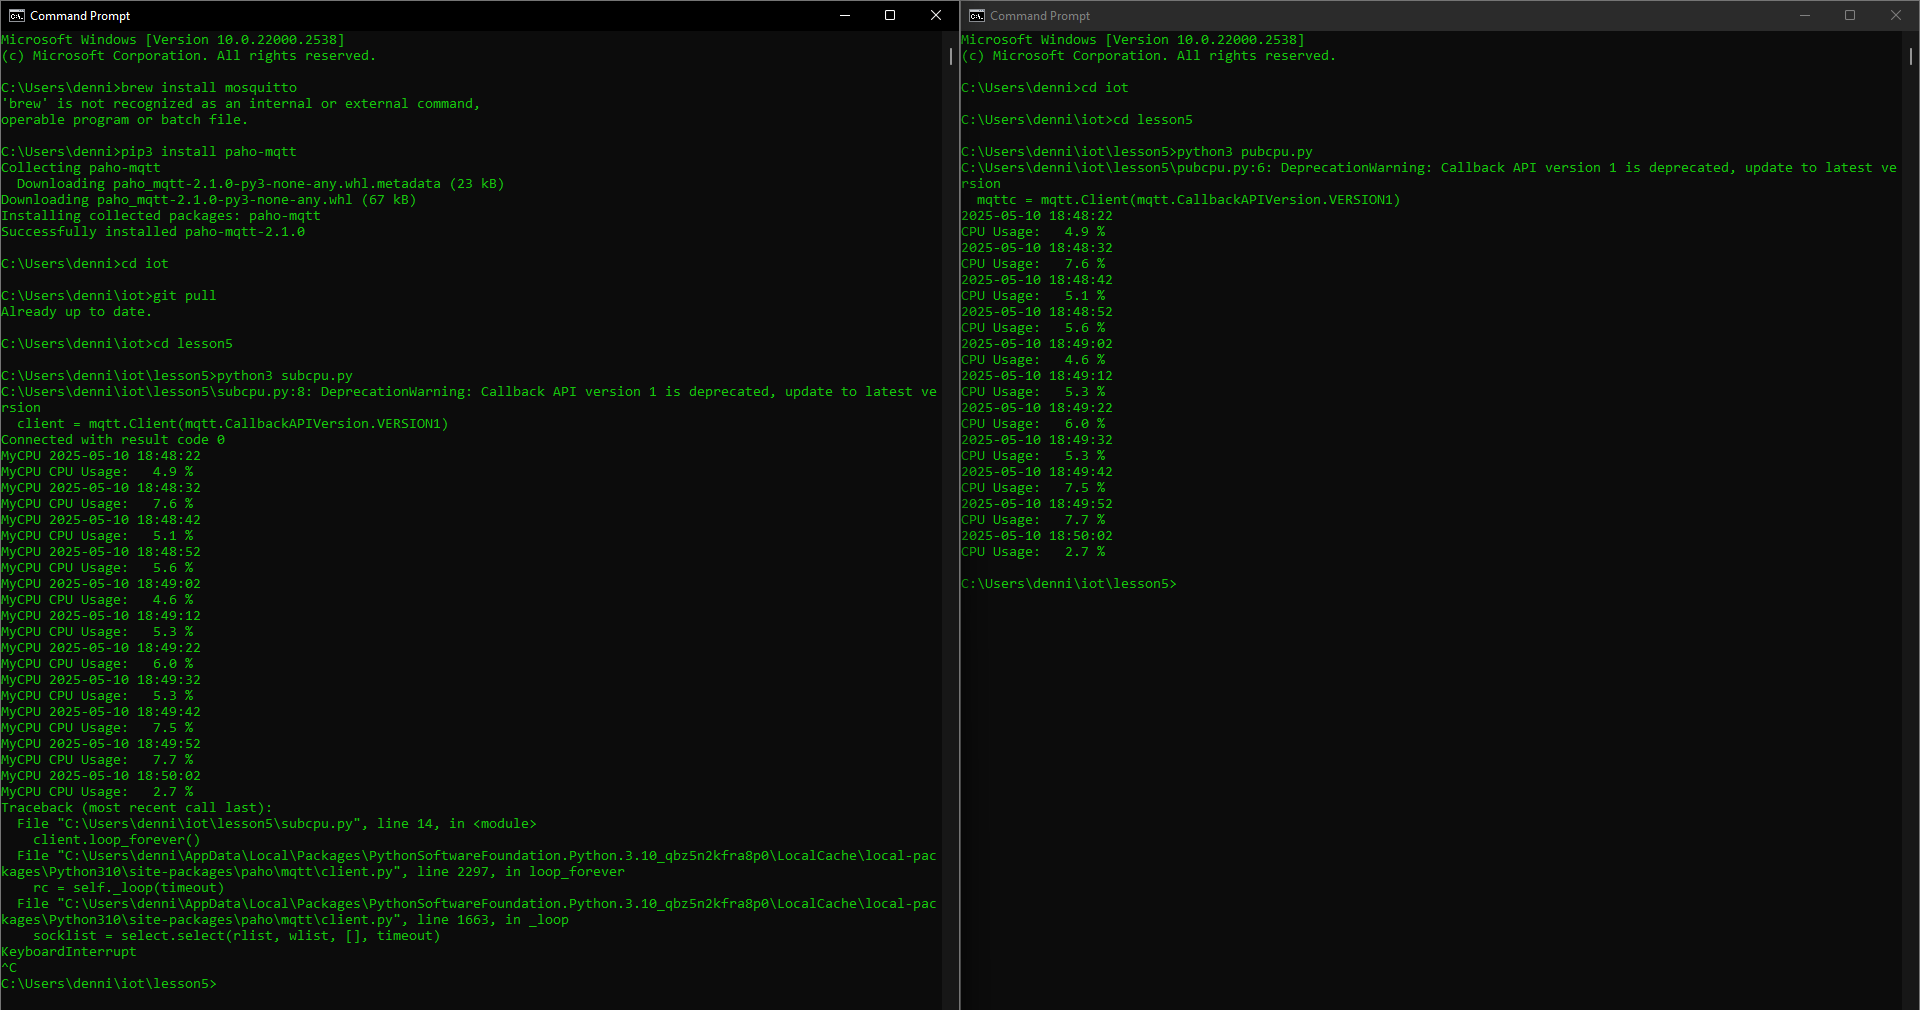 Command Prompt
Microsoft Windows [Version 10.0.22000.2538]
(c) Microsoft Corporation. All rights reserved.
C:\Users\denni>brew install mosquitto
'brew' is not recognized as an internal or external command,
operable program or batch file.
C:\Users\denni>pip3 install paho-mqtt
Collecting paho-mqtt
  Downloading paho_mqtt-2.1.0-py3-none-any.whl.metadata (23 kB)
Downloading paho_mqtt-2.1.0-py3-none-any.whl (67 kB)
Installing collected packages: paho-mqtt
Successfully installed paho-mqtt-2.1.0
C:\Users\denni>cd iot
C:\Users\denni\iot>git pull
Already up to date.
C:\Users\denni\iot>cd lesson5
C:\Users\denni\iot\lesson5>python3 subcpu.py
C:\Users\denni\iot\lesson5\subcpu.py:8: DeprecationWarning: Callback API version 1 is deprecated, update to latest ve
rsion
  client = mqtt.Client(mqtt.CallbackAPIVersion.VERSION1)
Connected with result code 0
MyCPU 2025-05-10 18:48:22
MyCPU CPU Usage:   4.9 %
MyCPU 2025-05-10 18:48:32
MyCPU CPU Usage:   7.6 %
MyCPU 2025-05-10 18:48:42
MyCPU CPU Usage:   5.1 %
MyCPU 2025-05-10 18:48:52
MyCPU CPU Usage:   5.6 %
MyCPU 2025-05-10 18:49:02
MyCPU CPU Usage:   4.6 %
MyCPU 2025-05-10 18:49:12
MyCPU CPU Usage:   5.3 %
MyCPU 2025-05-10 18:49:22
MyCPU CPU Usage:   6.0 %
MyCPU 2025-05-10 18:49:32
MyCPU CPU Usage:   5.3 %
MyCPU 2025-05-10 18:49:42
MyCPU CPU Usage:   7.5 %
MyCPU 2025-05-10 18:49:52
MyCPU CPU Usage:   7.7 %
MyCPU 2025-05-10 18:50:02
MyCPU CPU Usage:   2.7 %
Traceback (most recent call last):
  File "C:\Users\denni\iot\lesson5\subcpu.py", line 14, in <module>
    client.loop_forever()
  File "C:\Users\denni\AppData\Local\Packages\PythonSoftwareFoundation.Python.3.10_qbz5n2kfra8p0\LocalCache\local-pac
kages\Python310\site-packages\paho\mqtt\client.py", line 2297, in loop_forever
    rc = self._loop(timeout)
  File "C:\Users\denni\AppData\Local\Packages\PythonSoftwareFoundation.Python.3.10_qbz5n2kfra8p0\LocalCache\local-pac
kages\Python310\site-packages\paho\mqtt\client.py", line 1663, in _loop
    socklist = select.select(rlist, wlist, [], timeout)
KeyboardInterrupt
^C
C:\Users\denni\iot\lesson5>
Command Prompt
Microsoft Windows [Version 10.0.22000.2538]
(c) Microsoft Corporation. All rights reserved.
C:\Users\denni>cd iot
C:\Users\denni\iot>cd lesson5
C:\Users\denni\iot\lesson5>python3 pubcpu.py
C:\Users\denni\iot\lesson5\pubcpu.py:6: DeprecationWarning: Callback API version 1 is deprecated, update to latest ve
rsion
  mqttc = mqtt.Client(mqtt.CallbackAPIVersion.VERSION1)
2025-05-10 18:48:22
CPU Usage:   4.9 %
2025-05-10 18:48:32
CPU Usage:   7.6 %
2025-05-10 18:48:42
CPU Usage:   5.1 %
2025-05-10 18:48:52
CPU Usage:   5.6 %
2025-05-10 18:49:02
CPU Usage:   4.6 %
2025-05-10 18:49:12
CPU Usage:   5.3 %
2025-05-10 18:49:22
CPU Usage:   6.0 %
2025-05-10 18:49:32
CPU Usage:   5.3 %
2025-05-10 18:49:42
CPU Usage:   7.5 %
2025-05-10 18:49:52
CPU Usage:   7.7 %
2025-05-10 18:50:02
CPU Usage:   2.7 %
C:\Users\denni\iot\lesson5>